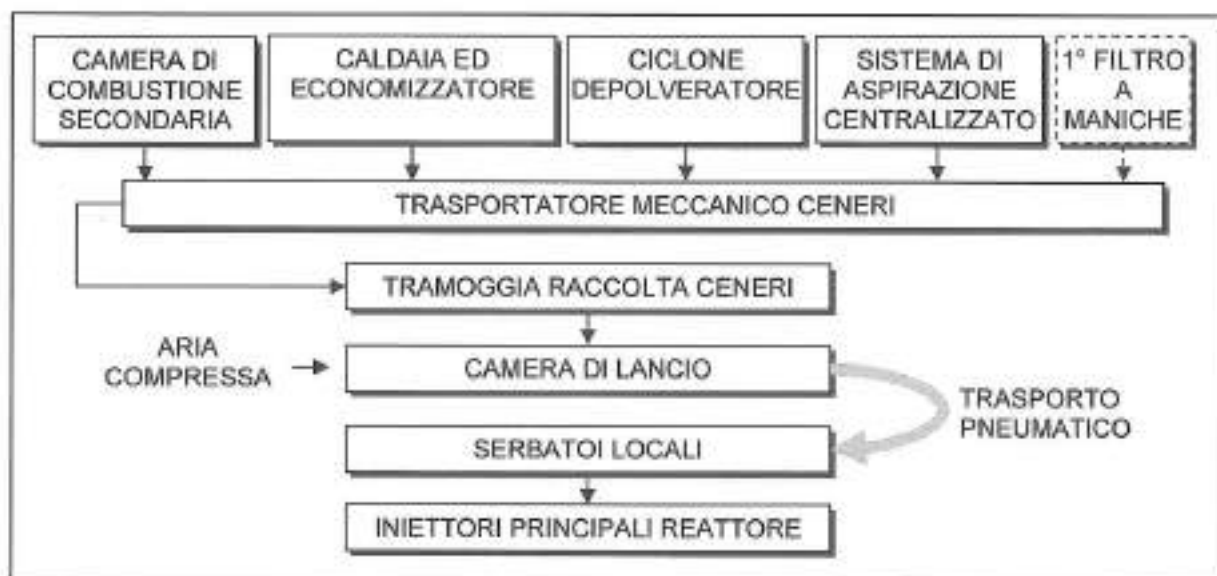 CAMERA DI
COMBUSTIONE
SECONDARIA
CALDAIA ED
ECONOMIZZATORE
CICLONE
DEPOLVERATORE
SISTEMA DI
ASPIRAZIONE
CENTRALIZZATO
1° FILTRO
A
MANICHE
TRASPORTATORE MECCANICO CENERI
TRAMOGGIA RACCOLTA CENERI
ARIA
COMPRESSA
CAMERA DI LANCIO
TRASPORTO
PNEUMATICO
SERBATOI LOCALI
INIETTORI PRINCIPALI REATTORE